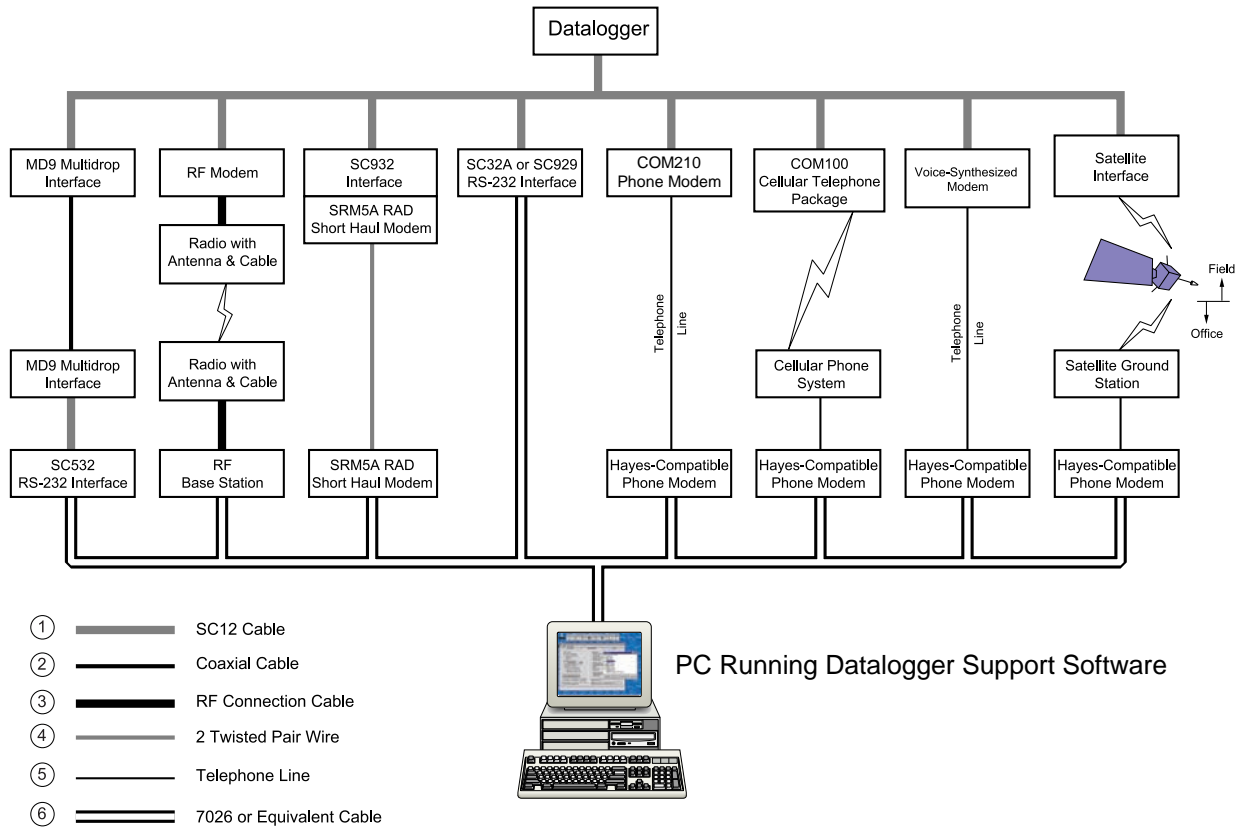 Datalogger
MD9 Multidrop
Interface
RF Modem
SC932
Interface
SRM5A RAD
Short Haul Modem
SC32A or SC929
RS-232 Interface
COM210
Phone Modem
COM100
Cellular Telephone
Package
Voice-Synthesized
Modem
Satellite
Interface
Radio with
Antenna & Cable
Field
Office
Telephone
Line
Telephone
Line
MD9 Multidrop
Interface
Radio with
Antenna & Cable
Cellular Phone
System
Satellite Ground
Station
SC532
RS-232 Interface
RF
Base Station
SRM5A RAD
Short Haul Modem
Hayes-Compatible
Phone Modem
Hayes-Compatible
Phone Modem
Hayes-Compatible
Phone Modem
Hayes-Compatible
Phone Modem
1 SC12 Cable
2 Coaxial Cable
3 RF Connection Cable
4 2 Twisted Pair Wire
5 Telephone Line
6 7026 or Equivalent Cable
PC Running Datalogger Support Software